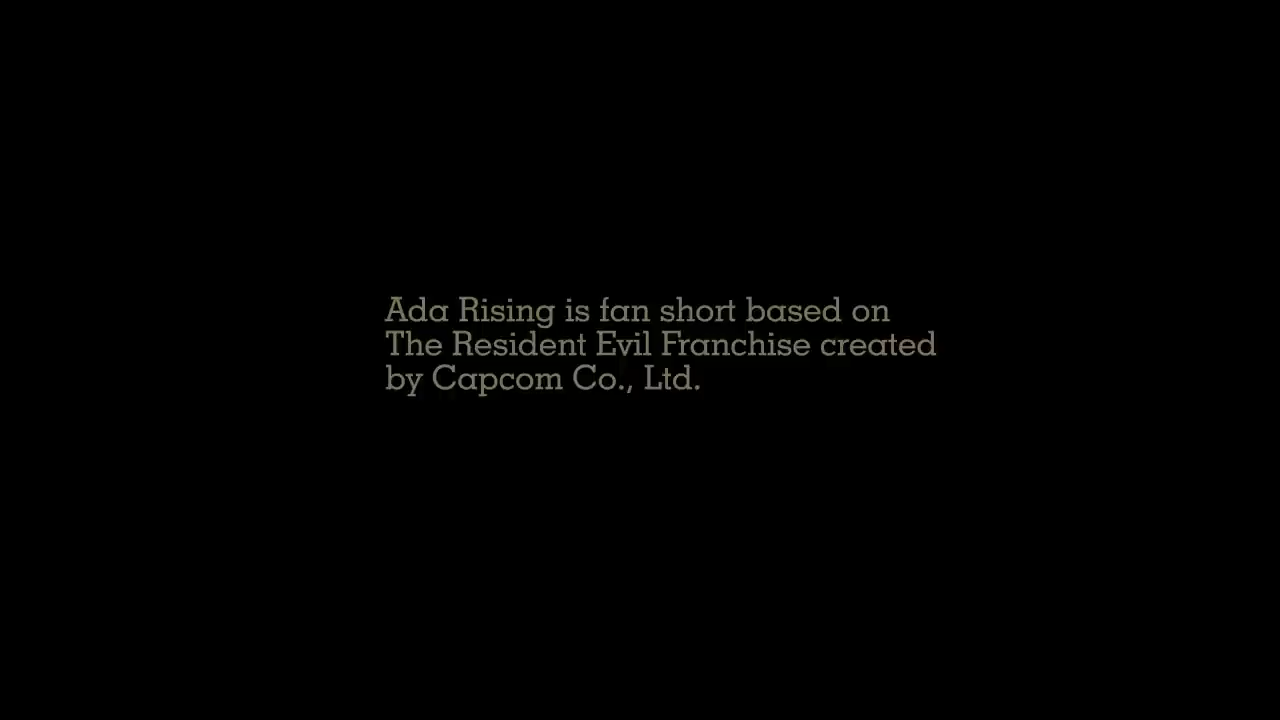 Ada Rising is fan short based on
The Resident Evil Franchise created
by Capcom Co., Ltd.